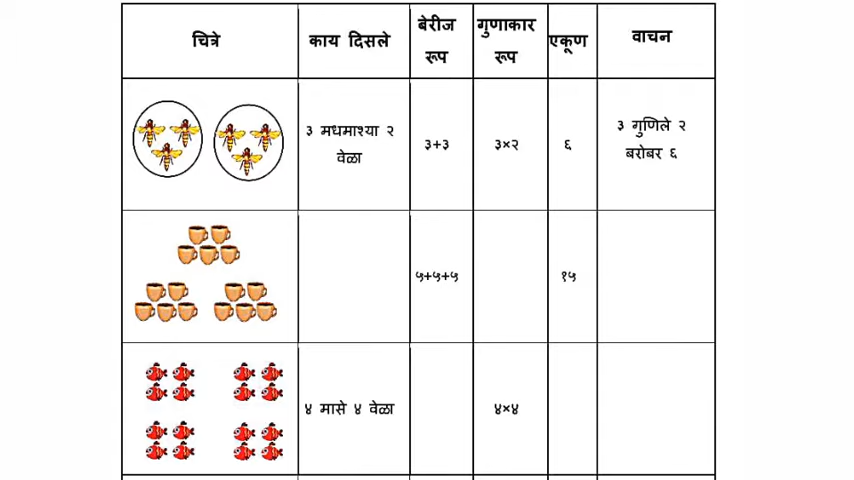 चित्रे
काय दिसले
बेरीज
रूप
गुणाकार
रूप
एकूण
वाचन
३ मधमाश्या २
वेळा
३+३
३×२
६
३ गुणिले २
बरोबर ६
५+५+५
१५
४ मासे ४ वेळा
४×४